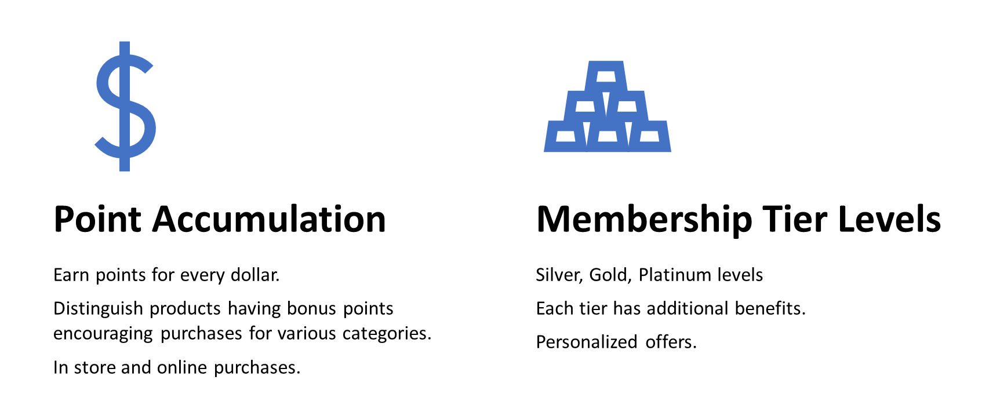 Point Accumulation
Earn points for every dollar.
Distinguish products having bonus points
encouraging purchases for various categories.
In store and online purchases.
Membership Tier Levels
Silver, Gold, Platinum levels
Each tier has additional benefits.
Personalized offers.